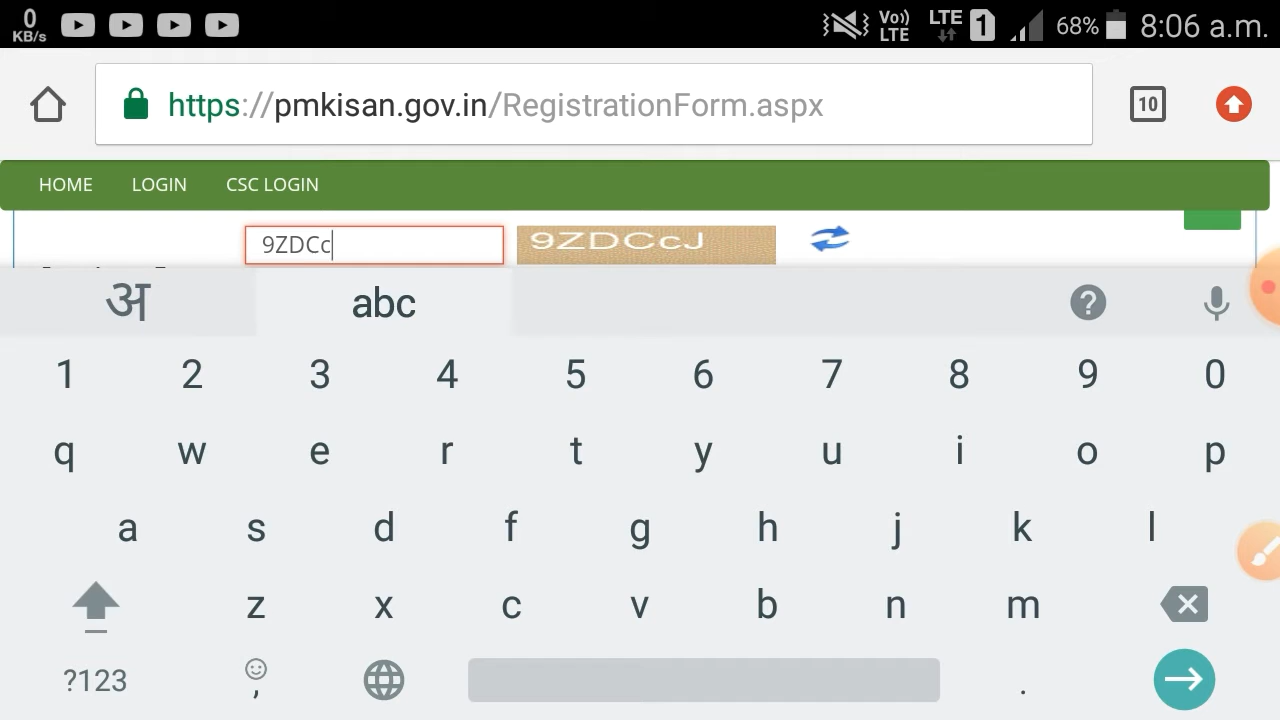 0
KB/s
Vo))
LTE
LTE
1
68%
8:06 a.m.
https://pmkisan.gov.in/RegistrationForm.aspx
10
HOME LOGIN CSC LOGIN
9ZDCc
9ZDCcJ
अ abc
?
1 2 3 4 5 6 7 8 9 0
q w e r t y u i o p
a s d f g h j k l
z x c v b n m
?123 , .